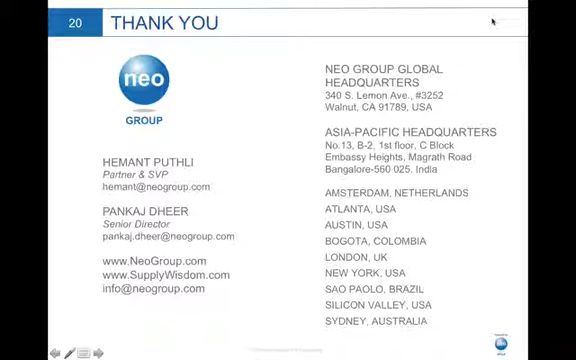 20
THANK YOU
neo
GROUP
HEMANT PUTHLI
Partner & SVP
hemant@neogroup.com
PANKAJ DHEER
Senior Director
pankaj.dheer@neogroup.com
www.NeoGroup.com
www.SupplyWisdom.com
info@neogroup.com
NEO GROUP GLOBAL
HEADQUARTERS
340 S. Lemon Ave., #3252
Walnut, CA 91789, USA
ASIA-PACIFIC HEADQUARTERS
No.13, B-2, 1st floor, C Block
Embassy Heights, Magrath Road
Bangalore-560 025. India
AMSTERDAM, NETHERLANDS
ATLANTA, USA
AUSTIN, USA
BOGOTA, COLOMBIA
LONDON, UK
NEW YORK, USA
SAO PAOLO, BRAZIL
SILICON VALLEY, USA
SYDNEY, AUSTRALIA
neo
GROUP